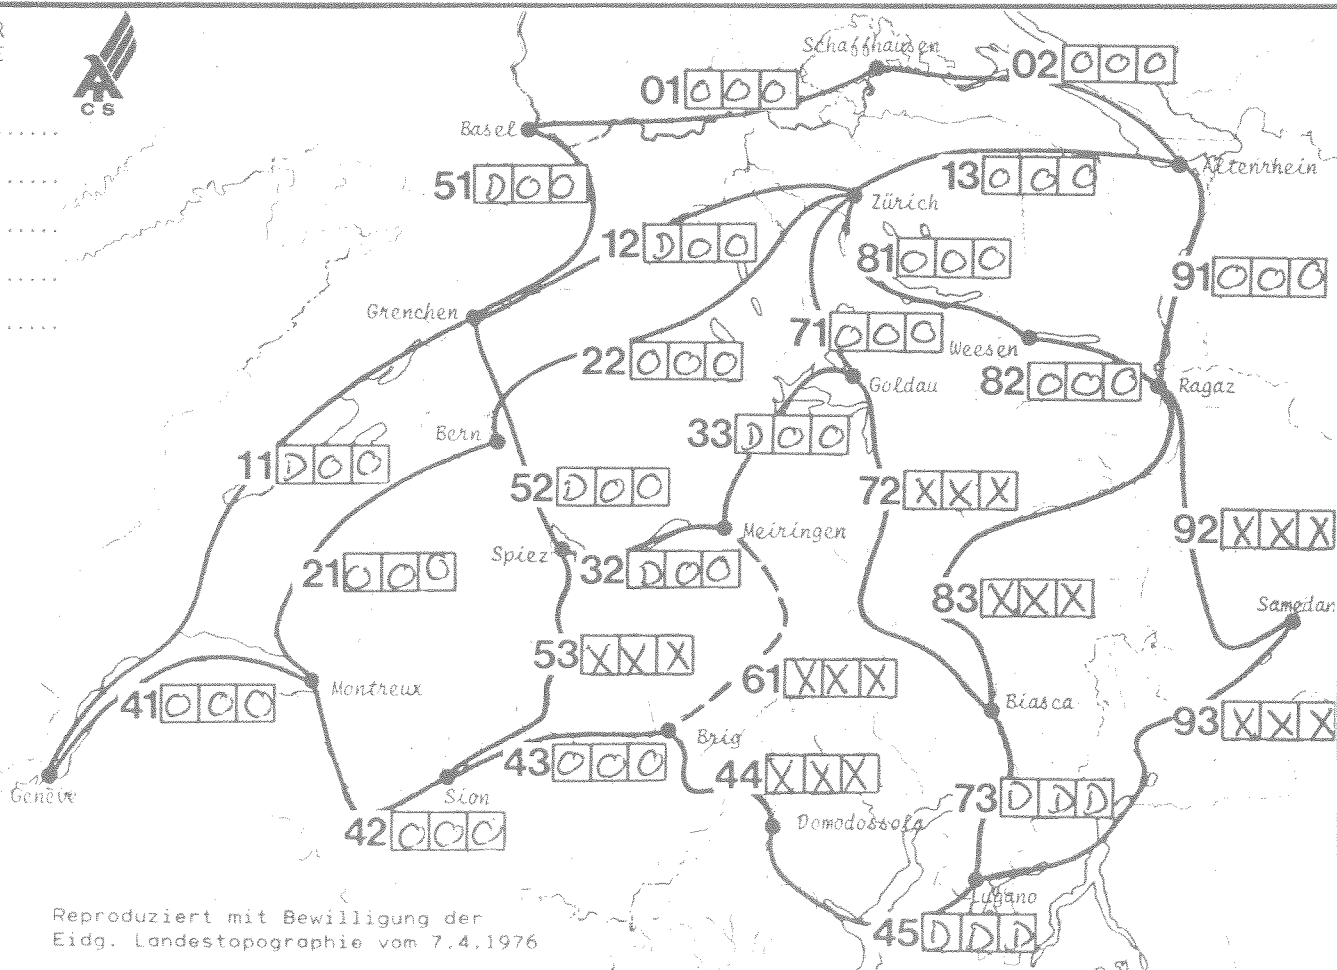 R
E
CS
Schaffhausen
02 O O O
01 O O O
Basel
Altenrhein
51 D O O
13 O O O
Zürich
12 D O O
81 O O O
91 O O O
Grenchen
71 O O O
Weesen
22 O O O
82 O O O
Ragaz
Goldau
Bern
33 D O O
11 D O O
52 D O O
72 X X X
92 X X X
Meiringen
Spiez
32 D O O
21 O O O
83 X X X
Samedan
53 X X X
61 X X X
Montreux
41 O O O
Biasca
93 X X X
Brig
43 O O O
44 X X X
Genève
Sion
73 D D D
42 O O O
Domodossola
Lugano
45 D D D
Reproduziert mit Bewilligung der
Eidg. Landestopographie vom 7.4.1976